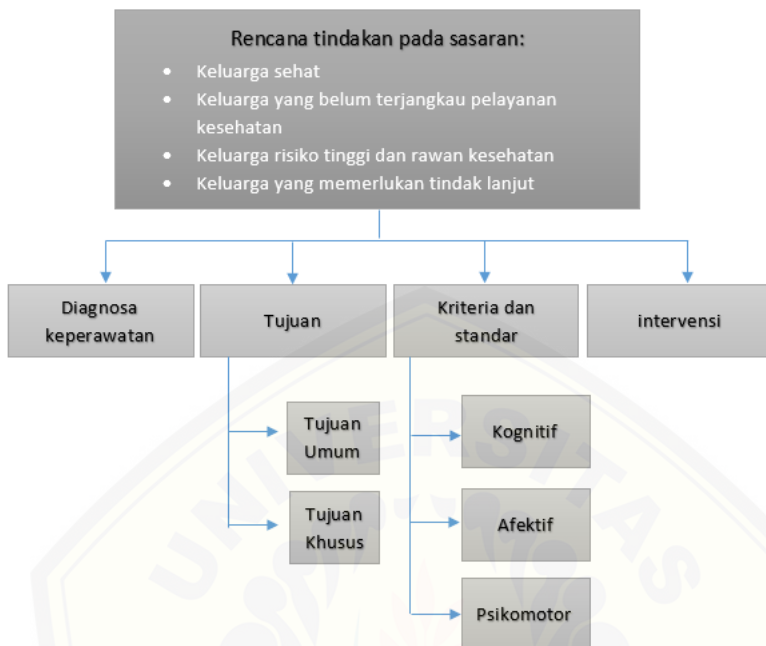 Rencana tindakan pada sasaran:
• Keluarga sehat
• Keluarga yang belum terjangkau pelayanan
kesehatan
• Keluarga risiko tinggi dan rawan kesehatan
• Keluarga yang memerlukan tindak lanjut
Diagnosa
keperawatan
Tujuan
Kriteria dan
standar
intervensi
Tujuan
Umum
Tujuan
Khusus
Kognitif
Afektif
Psikomotor
UNIVERSITAS